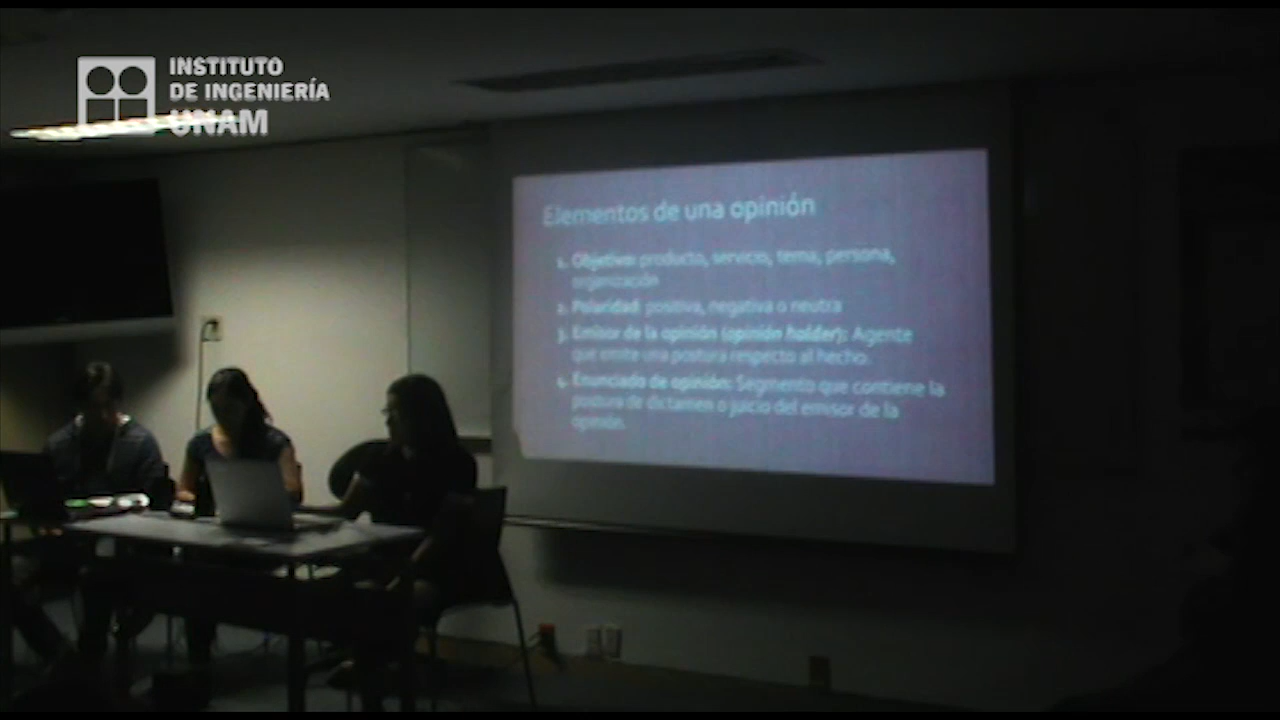 INSTITUTO
DE INGENIERÍA
UNAM
Elementos de una opinión
1. Objetivo: producto, servicio, tema, persona,
organización
2. Polaridad: positiva, negativa o neutra
3. Emisor de la opinión (opinión holder): Agente
que emite una postura respecto al hecho.
4. Enunciado de opinión: Segmento que contiene la
postura de dictamen o juicio del emisor de la
opinión.